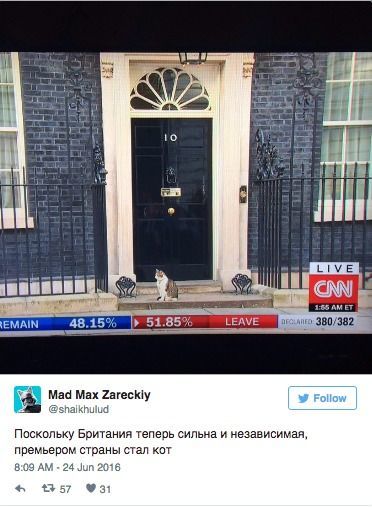 10
LIVE
CNN
1:55 AM ET
REMAIN 48.15% 51.85% LEAVE DECLARED: 380/382
Mad Max Zareckiy
@shaikhulud
Follow
Поскольку Британия теперь сильна и независимая,
премьером страны стал кот
8:09 AM - 24 Jun 2016
57 31